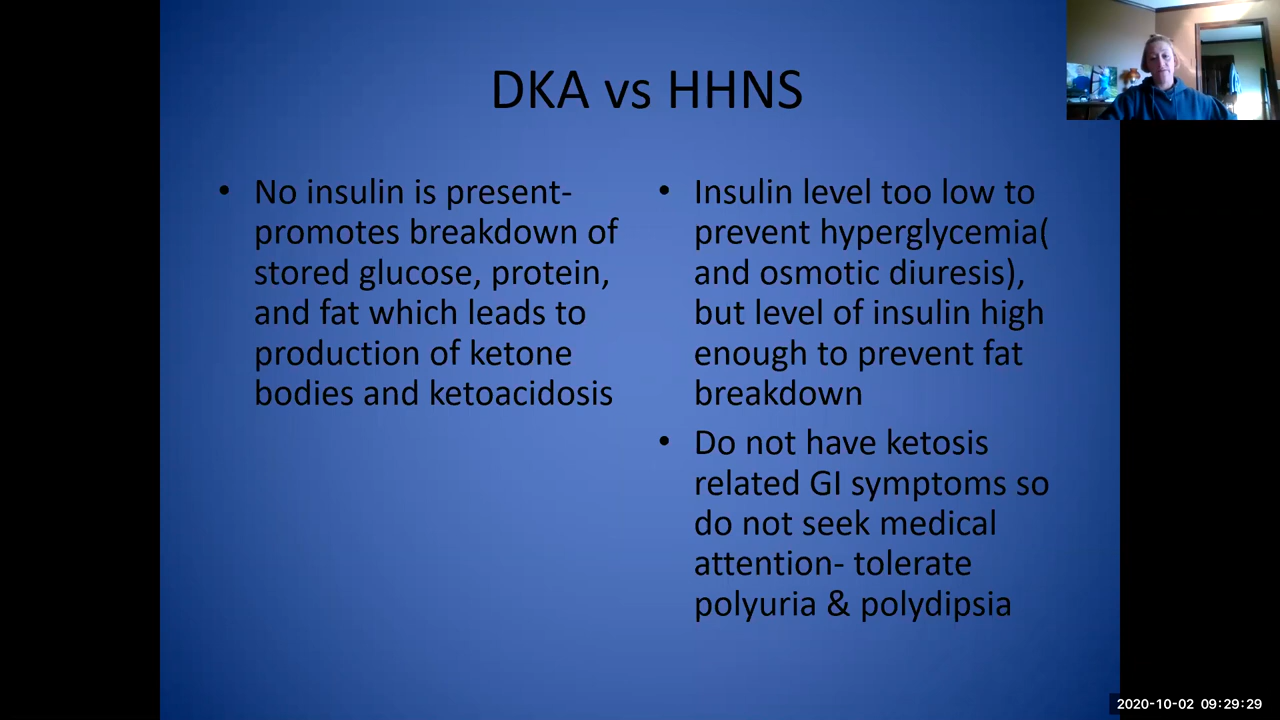 DKA vs HHNS
• No insulin is present-
promotes breakdown of
stored glucose, protein,
and fat which leads to
production of ketone
bodies and ketoacidosis
• Insulin level too low to
prevent hyperglycemia(
and osmotic diuresis),
but level of insulin high
enough to prevent fat
breakdown
• Do not have ketosis
related GI symptoms so
do not seek medical
attention- tolerate
polyuria & polydipsia
2020-10-02 09:29:29